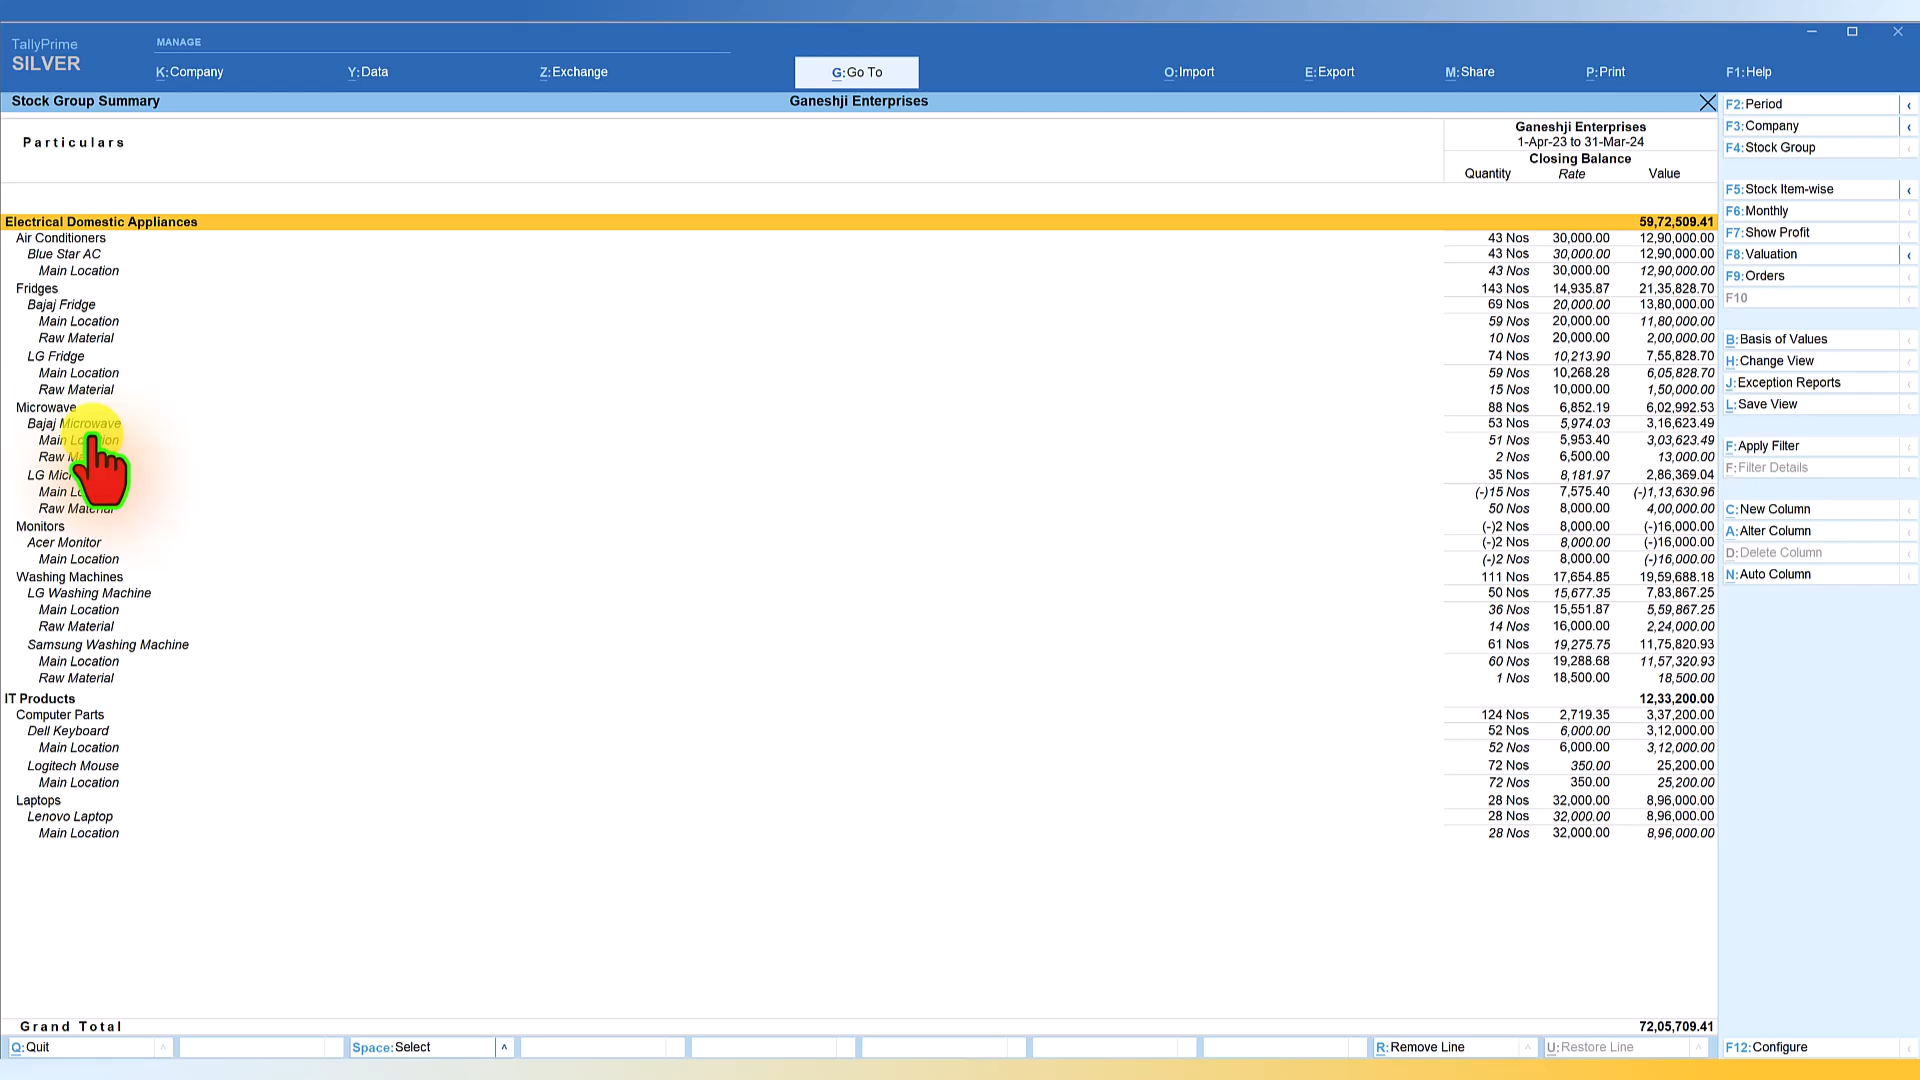 TallyPrime
SILVER
MANAGE
K:Company
Y:Data
Z:Exchange
G:Go To
O:Import
E:Export
M:Share
P:Print
F1:Help
Stock Group Summary
Ganeshji Enterprises
Particulars
Ganeshji Enterprises
1-Apr-23 to 31-Mar-24
Closing Balance
Quantity Rate Value
Electrical Domestic Appliances 59,72,509.41
Air Conditioners 43 Nos 30,000.00 12,90,000.00
Blue Star AC 43 Nos 30,000.00 12,90,000.00
Main Location 43 Nos 30,000.00 12,90,000.00
Fridges 143 Nos 14,935.87 21,35,828.70
Bajaj Fridge 69 Nos 20,000.00 13,80,000.00
Main Location 59 Nos 20,000.00 11,80,000.00
Raw Material 10 Nos 20,000.00 2,00,000.00
LG Fridge 74 Nos 10,213.90 7,55,828.70
Main Location 59 Nos 10,268.28 6,05,828.70
Raw Material 15 Nos 10,000.00 1,50,000.00
Microwave 88 Nos 6,852.19 6,02,992.53
Bajaj Microwave 53 Nos 5,974.03 3,16,623.49
Main Location 51 Nos 5,953.40 3,03,623.49
Raw 2 Nos 6,500.00 13,000.00
LG 35 Nos 8,181.97 2,86,369.04
Main (-)15 Nos 7,575.40 (-)1,13,630.96
Raw Material 50 Nos 8,000.00 4,00,000.00
Monitors (-)2 Nos 8,000.00 (-)16,000.00
Acer Monitor (-)2 Nos 8,000.00 (-)16,000.00
Main Location (-)2 Nos 8,000.00 (-)16,000.00
Washing Machines 111 Nos 17,654.85 19,59,688.18
LG Washing Machine 50 Nos 15,677.35 7,83,867.25
Main Location 36 Nos 15,551.87 5,59,867.25
Raw Material 14 Nos 16,000.00 2,24,000.00
Samsung Washing Machine 61 Nos 19,275.75 11,75,820.93
Main Location 60 Nos 19,288.68 11,57,320.93
Raw Material 1 Nos 18,500.00 18,500.00
IT Products 12,33,200.00
Computer Parts 124 Nos 2,719.35 3,37,200.00
Dell Keyboard 52 Nos 6,000.00 3,12,000.00
Main Location 52 Nos 6,000.00 3,12,000.00
Logitech Mouse 72 Nos 350.00 25,200.00
Main Location 72 Nos 350.00 25,200.00
Laptops 28 Nos 32,000.00 8,96,000.00
Lenovo Laptop 28 Nos 32,000.00 8,96,000.00
Main Location 28 Nos 32,000.00 8,96,000.00
Grand Total 72,05,709.41
F2:Period
F3:Company
F4:Stock Group
F5:Stock Item-wise
F6:Monthly
F7:Show Profit
F8:Valuation
F9:Orders
F10
B:Basis of Values
H:Change View
J:Exception Reports
L:Save View
F:Apply Filter
F:Filter Details
C:New Column
A:Alter Column
D:Delete Column
N:Auto Column
Q:Quit
Space:Select
R:Remove Line
U:Restore Line
F12:Configure